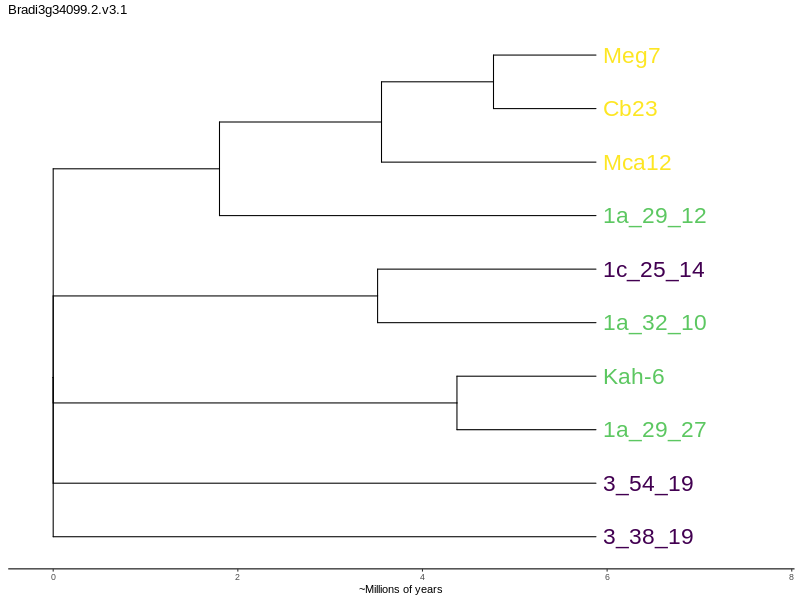 Bradi3g34099.2.v3.1
Meg7
Cb23
Mca12
1a_29_12
1c_25_14
1a_32_10
Kah-6
1a_29_27
3_54_19
3_38_19
0 2 4 6 8
~Millions of years